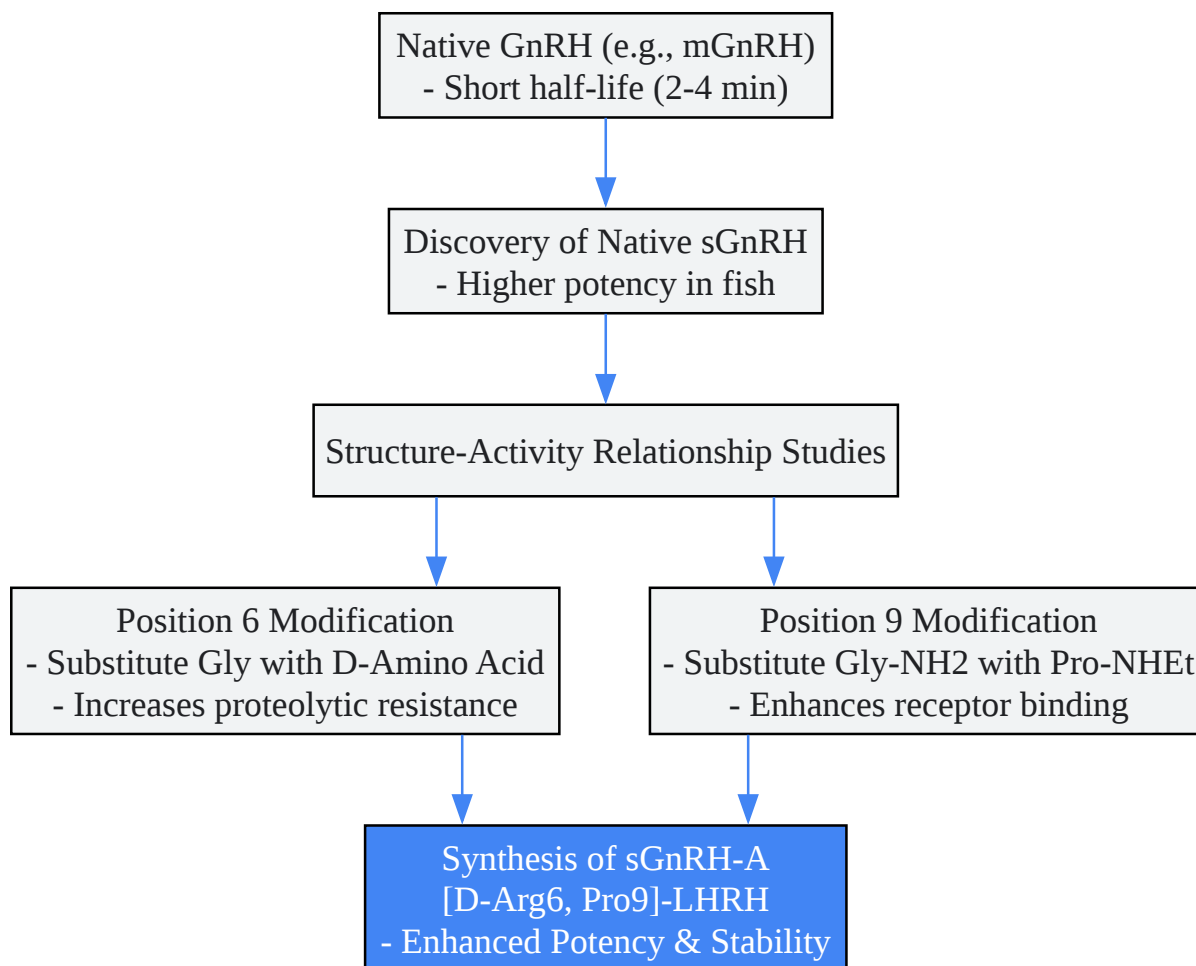 Native GnRH (e.g., mGnRH)
- Short half-life (2-4 min)
Discovery of Native sGnRH
- Higher potency in fish
Structure-Activity Relationship Studies
Position 6 Modification
- Substitute Gly with D-Amino Acid
- Increases proteolytic resistance
Position 9 Modification
- Substitute Gly-NH2 with Pro-NHEt
- Enhances receptor binding
Synthesis of sGnRH-A
[D-Arg6, Pro9]-LHRH
- Enhanced Potency & Stability